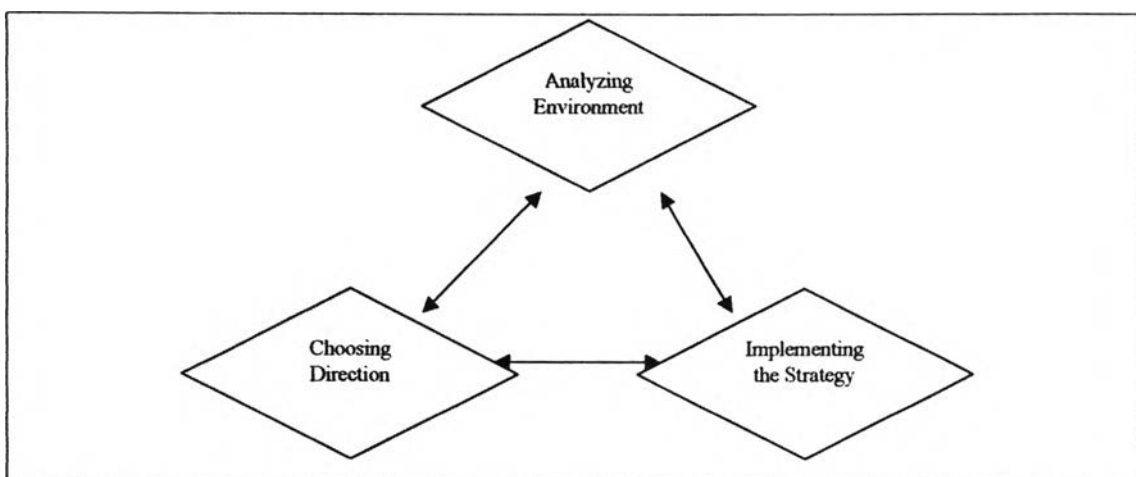 Analyzing
Environment
Choosing
Direction
Implementing
the Strategy